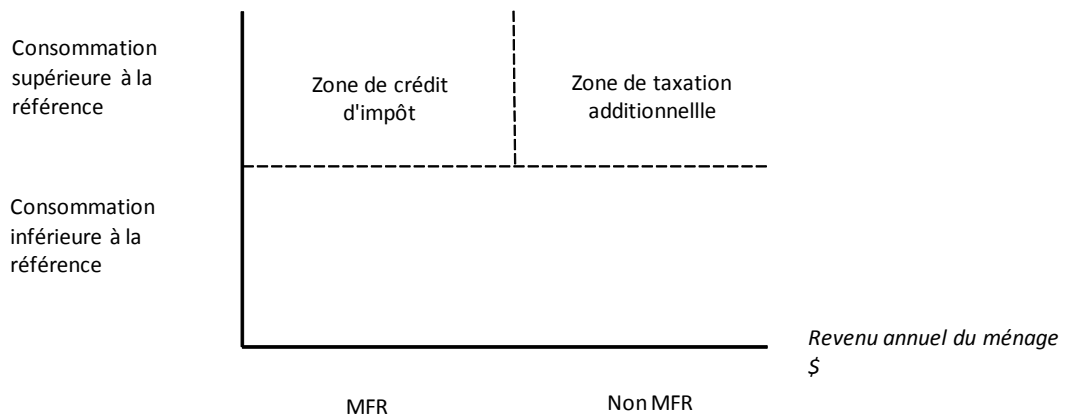 Consommation
supérieure à la
référence
Zone de crédit
d'impôt
Zone de taxation
additionnellle
Consommation
inférieure à la
référence
Revenu annuel du ménage
$
MFR
Non MFR